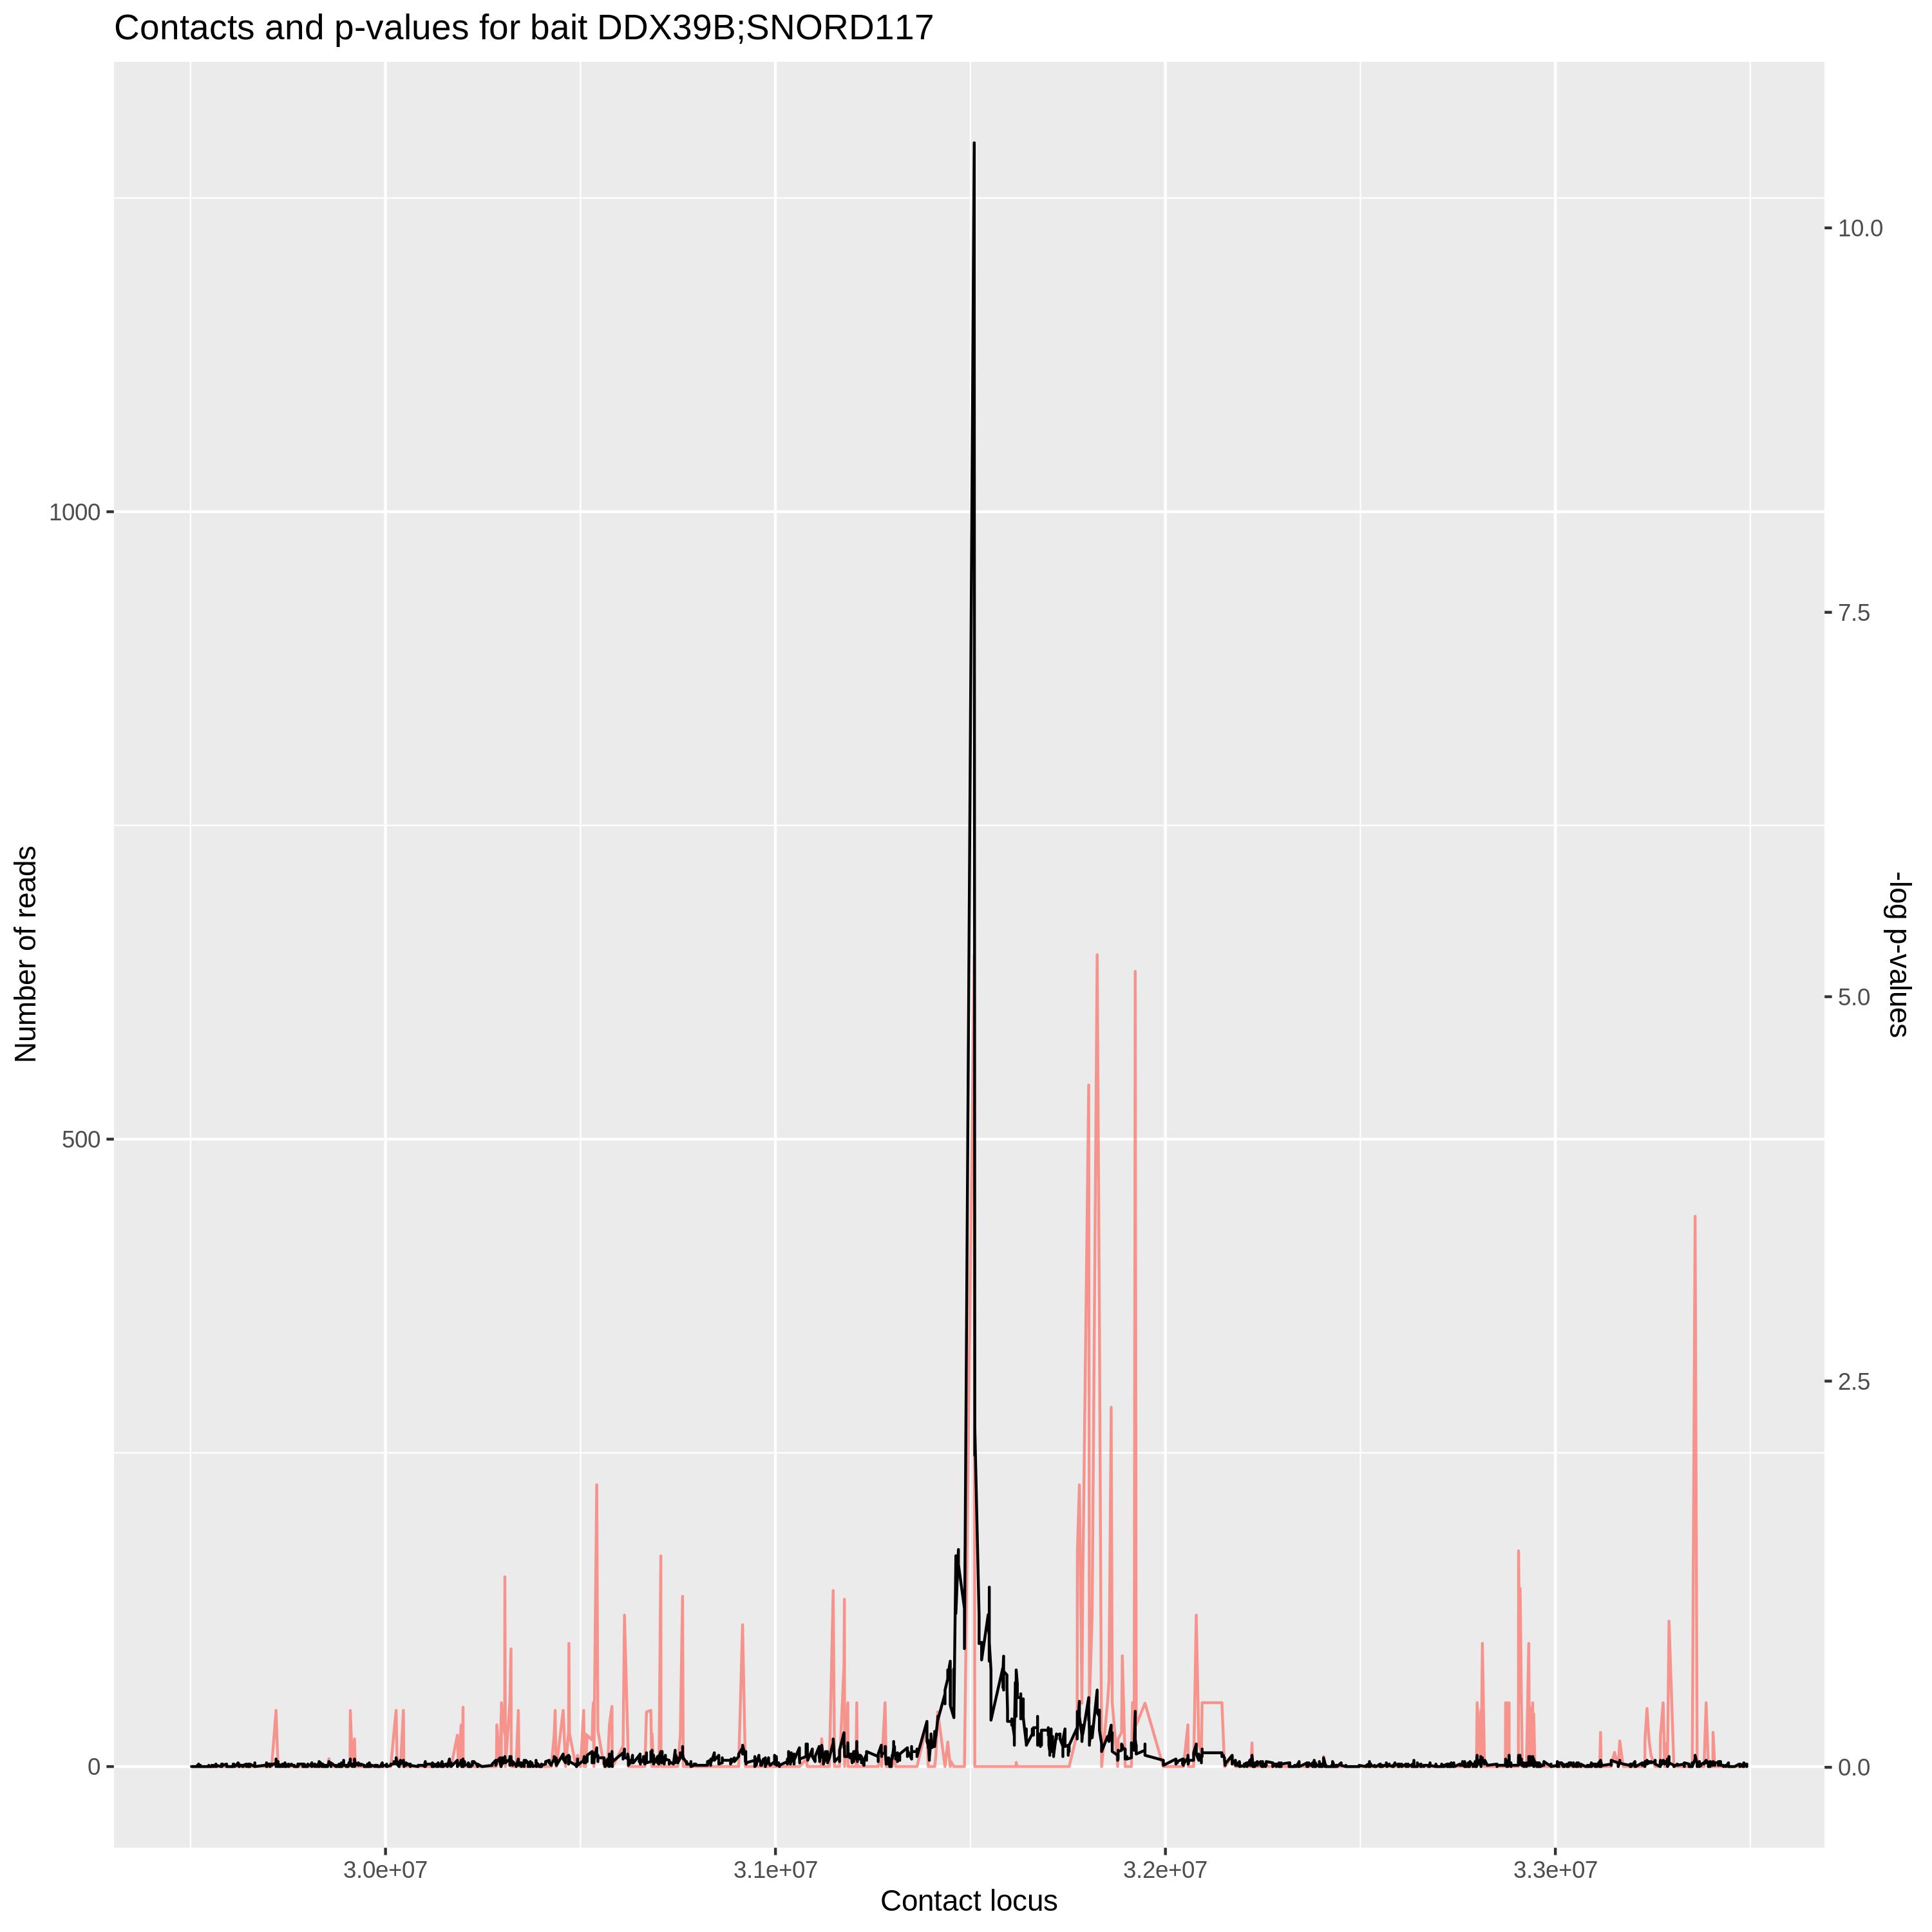 Contacts and p-values for bait DDX39B;SNORD117
Number of reads
1000
500
0
10.0
7.5
5.0
2.5
0.0
-log p-values
3.0e+07
3.1e+07
3.2e+07
3.3e+07
Contact locus